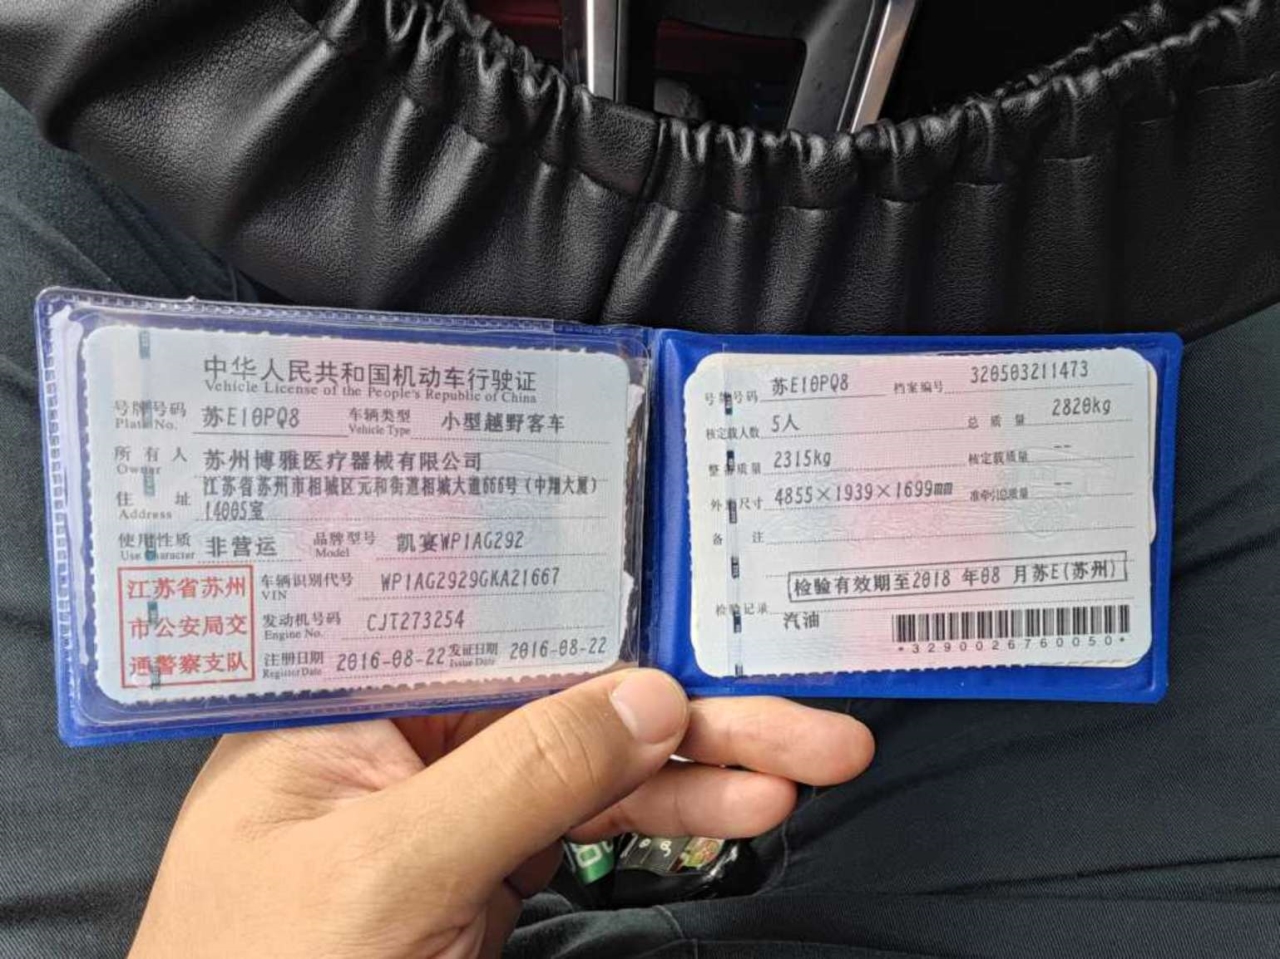 中华人民共和国机动车行驶证
Vehicle License of the People's Republic of China
号牌号码 苏E10PQ8 车辆类型 小型越野客车
Plate No. Vehicle Type
所有人 苏州博雅医疗器械有限公司
Owner
住址 江苏省苏州市相城区元和街道相城大道666号(中翔大厦)
Address 14005室
使用性质 非营运 品牌型号 凯宴WP1AG292
Use Character Model
江苏省苏州
市公安局交
通警察支队
车辆识别代号 WP1AG2929GKA21667
VIN
发动机号码 CJT273254
Engine No.
注册日期 2016-08-22 发证日期 2016-08-22
Register Date Issue Date
号牌号码 苏E10PQ8 档案编号 320503211473
核定载人数 5人 总质量 2820kg
整备质量 2315kg 核定载质量 --
外廓尺寸 4855×1939×1699mm 准牵引总质量 --
备注
检验有效期至2018 年08 月苏E(苏州)
检验记录
汽油
*3290026760050*